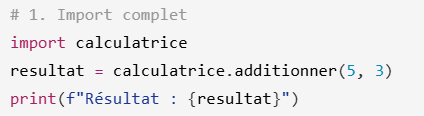 # 1. Import complet
import calculatrice
resultat = calculatrice.additionner(5, 3)
print(f"Résultat : {resultat}")